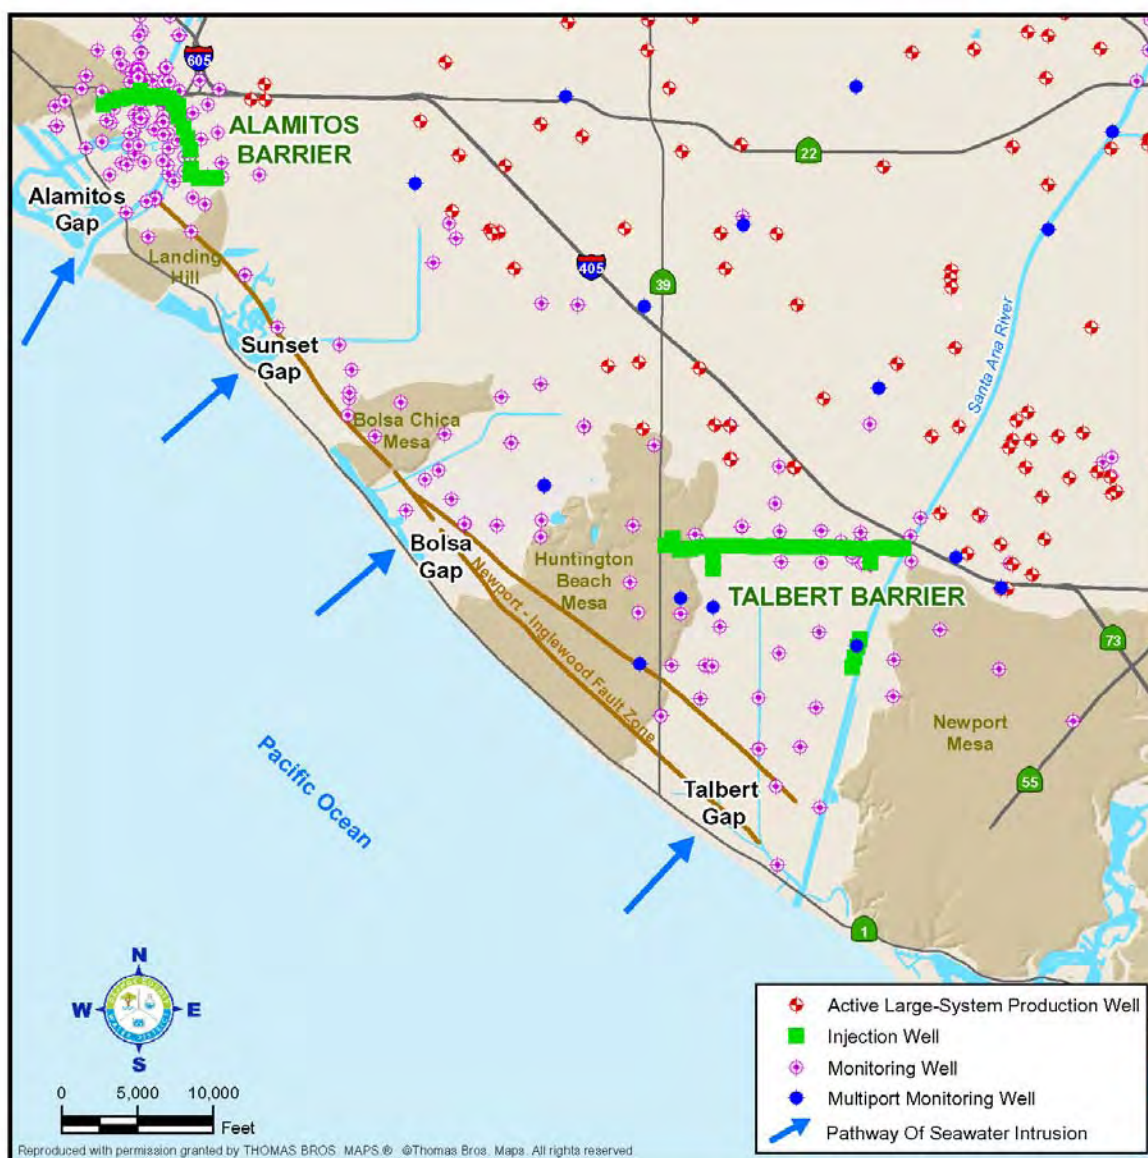 605
ALAMITOS
BARRIER
22
Alamitos
Gap
Landing
Hill
405
39
Santa Ana River
Sunset
Gap
Bolsa Chica
Mesa
Bolsa
Gap
Huntington
Beach
Mesa
TALBERT BARRIER
Newport - Inglewood Fault Zone
73
Newport
Mesa
55
Pacific Ocean
Talbert
Gap
1
N
W
E
S
0
5,000
10,000
Feet
Active Large-System Production Well
Injection Well
Monitoring Well
Multiport Monitoring Well
Pathway Of Seawater Intrusion
Reproduced with permission granted by THOMAS BROS. MAPS.® ©Thomas Bros. Maps. All rights reserved